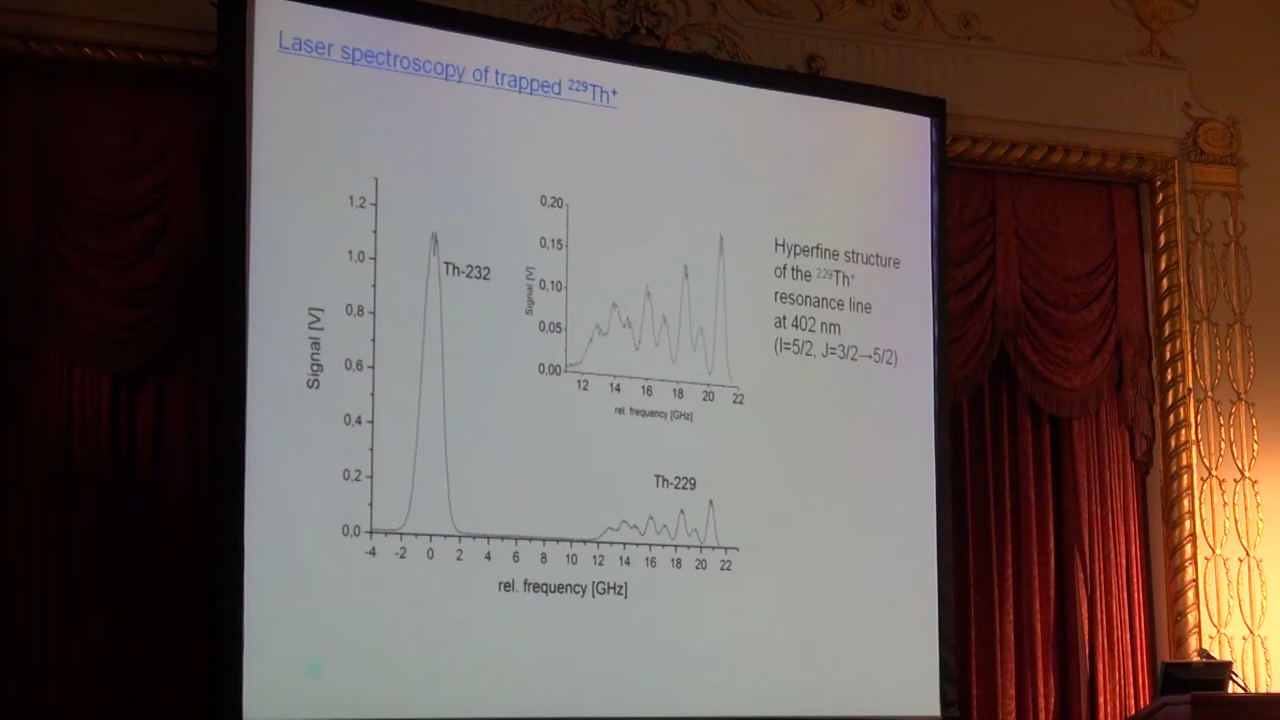 Laser spectroscopy of trapped ²²⁹Th⁺
1,2
1,0
0,8
0,6
0,4
0,2
0,0
Signal [V]
Th-232
-4 -2 0 2 4 6 8 10 12 14 16 18 20 22
rel. frequency [GHz]
Th-229
0,20
0,15
0,10
0,05
0,00
Signal [V]
12 14 16 18 20 22
rel. frequency [GHz]
Hyperfine structure
of the ²²⁹Th⁺
resonance line
at 402 nm
(I=5/2, J=3/2→5/2)